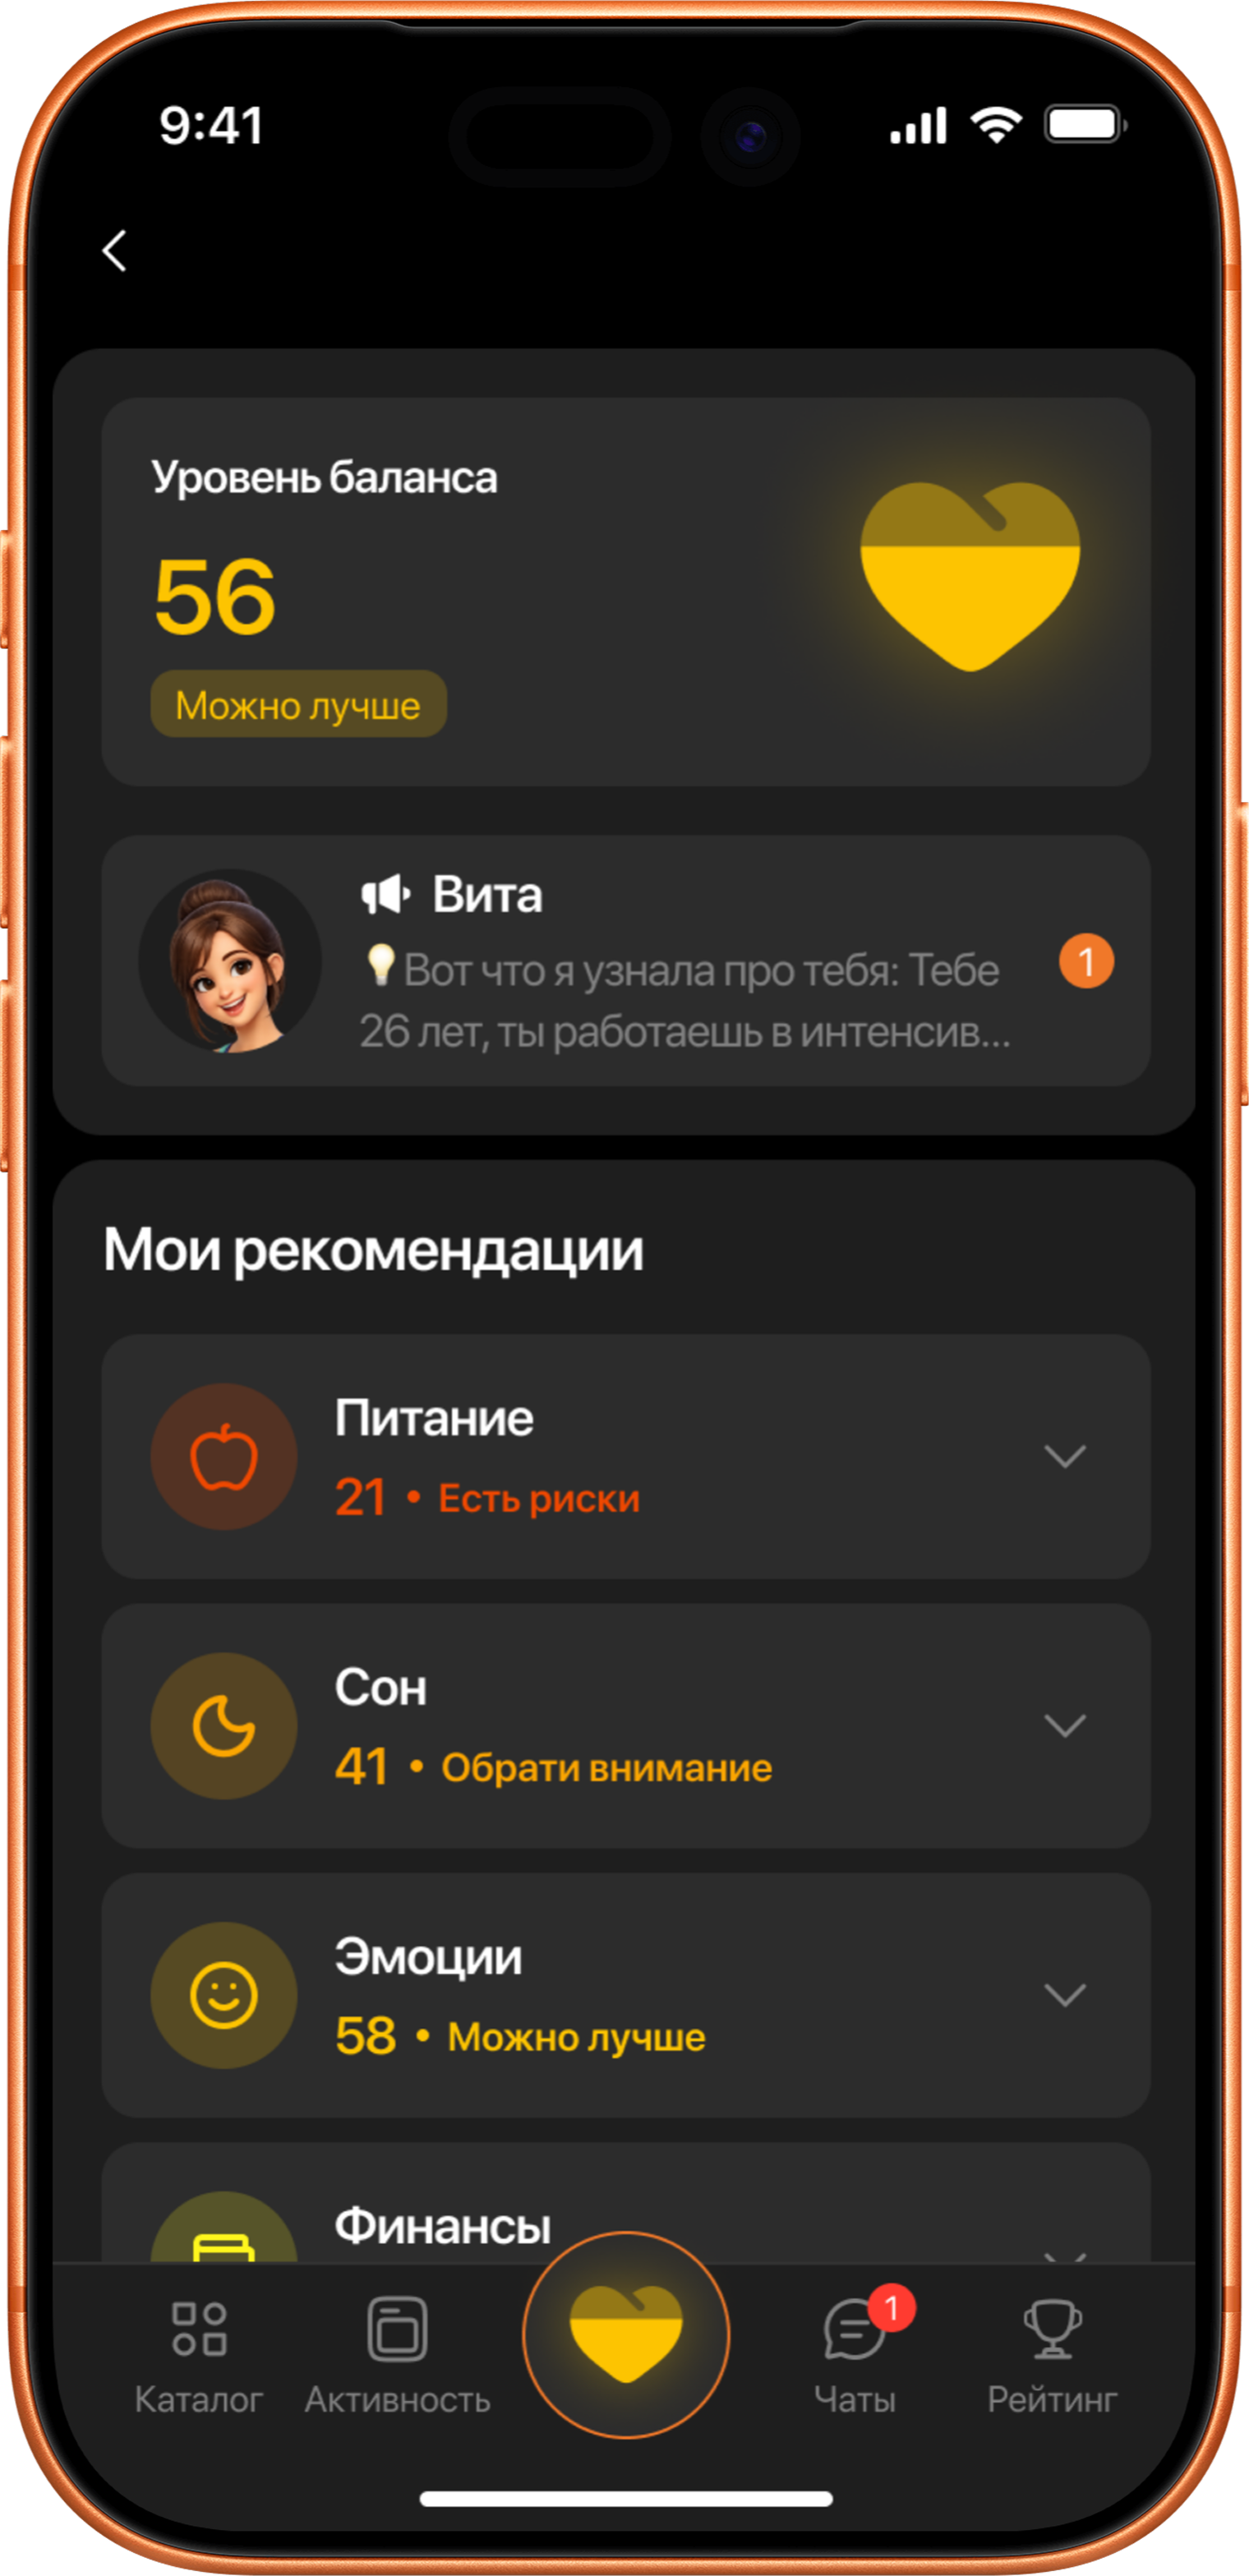 9:41
Уровень баланса
56
Можно лучше
Вита
💡Вот что я узнала про тебя: Тебе
26 лет, ты работаешь в интенсив...
1
Мои рекомендации
Питание
21 • Есть риски
Сон
41 • Обрати внимание
Эмоции
58 • Можно лучше
Финансы
1
Каталог
Активность
Чаты
Рейтинг